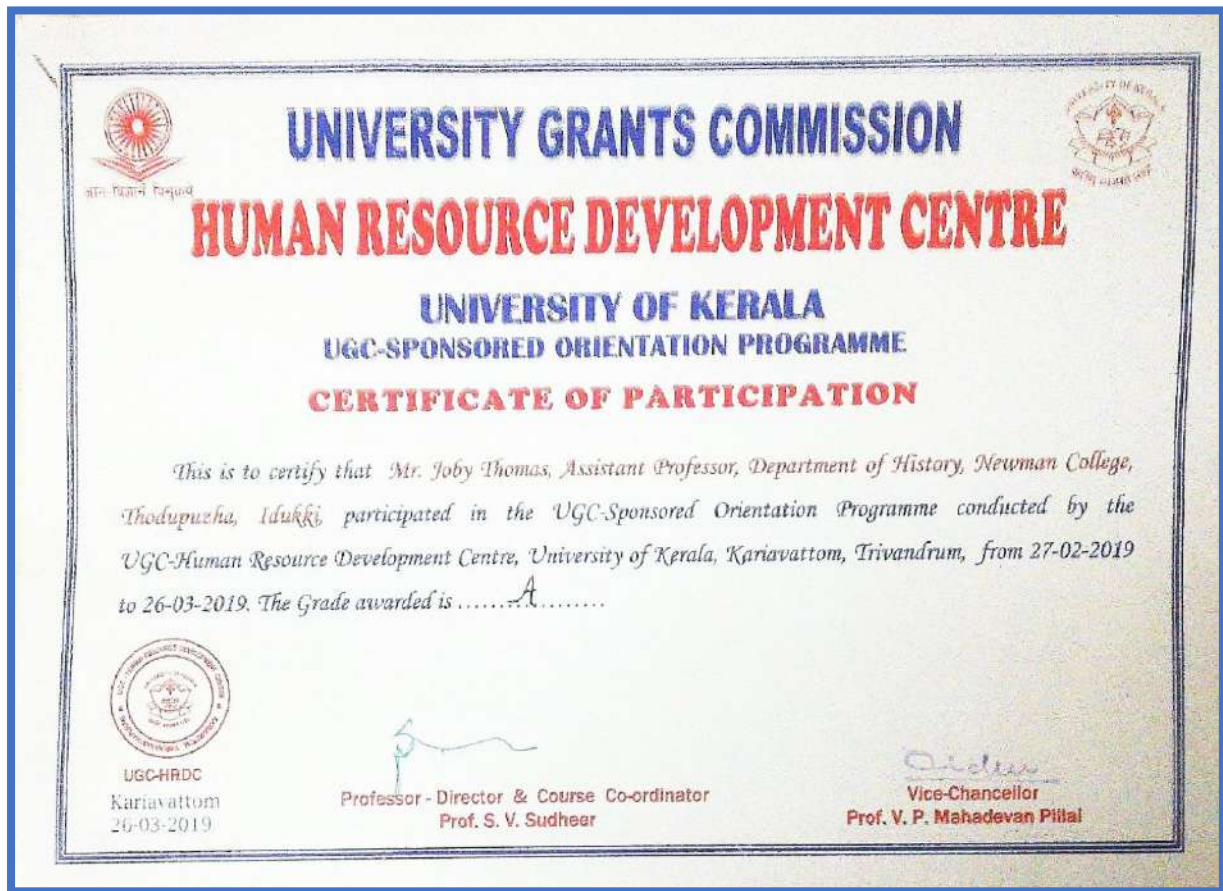 UNIVERSITY GRANTS COMMISSION
HUMAN RESOURCE DEVELOPMENT CENTRE
UNIVERSITY OF KERALA
UGC-SPONSORED ORIENTATION PROGRAMME
CERTIFICATE OF PARTICIPATION
This is to certify that Mr. Joby Thomas, Assistant Professor, Department of History, Newman College,
Thodupuzha, Idukki, participated in the UGC-Sponsored Orientation Programme conducted by the
UGC-Human Resource Development Centre, University of Kerala, Kariavattom, Trivandrum, from 27-02-2019
to 26-03-2019. The Grade awarded is ......A.........
UGC-HRDC
Kariavattom
26-03-2019
Professor - Director & Course Co-ordinator
Prof. S. V. Sudheer
Vice-Chancellor
Prof. V. P. Mahadevan Pillai